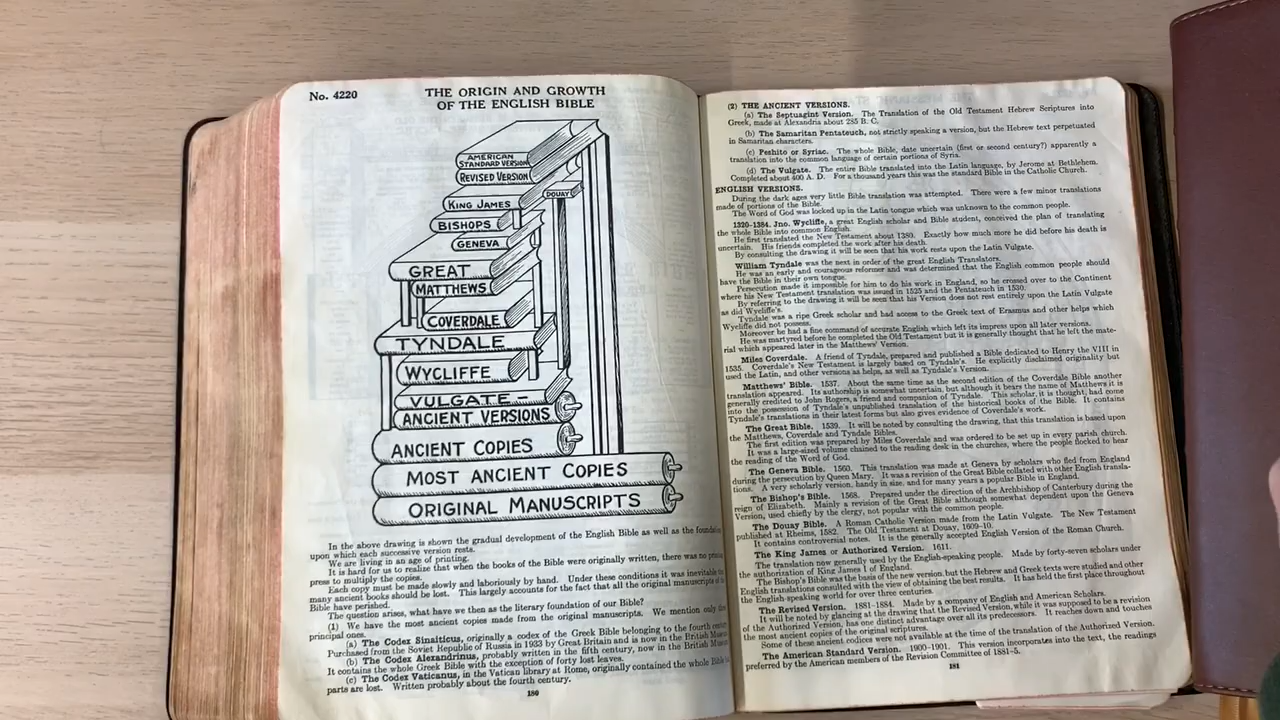 No. 4220
THE ORIGIN AND GROWTH
OF THE ENGLISH BIBLE
AMERICAN
STANDARD VERSION
REVISED VERSION
DOUAY
KING JAMES
BISHOPS
GENEVA
GREAT
MATTHEWS
COVERDALE
TYNDALE
WYCLIFFE
VULGATE-
ANCIENT VERSIONS
ANCIENT COPIES
MOST ANCIENT COPIES
ORIGINAL MANUSCRIPTS
In the above drawing is shown the gradual development of the English Bible as well as the
upon which each successive version rests.
We are living in an age of printing.
It is hard for us to realize that when the books of the Bible were originally written, there was no
press to multiply the copies.
Each copy must be made slowly and laboriously by hand. Under these conditions it was
many ancient books should be lost. This largely accounts for the fact that all the original manuscripts of
Bible have perished.
The question arises, what have we then as the literary foundation of our Bible?
(1) We have the most ancient copies made from the original manuscripts. We mention only
principal ones.
(a) The Codex Sinaiticus, originally a codex of the Greek Bible belonging to the fourth
Purchased from the Soviet Republic of Russia in 1933 by Great Britain and is now in the British
(b) The Codex Alexandrinus, probably written in the fifth century, now in the British
It contains the whole Greek Bible with the exception of forty lost leaves.
(c) The Codex Vaticanus, in the Vatican library at Rome, originally contained the whole
parts are lost. Written probably about the fourth century.
180
(2) THE ANCIENT VERSIONS.
(a) The Septuagint Version. The Translation of the Old Testament Hebrew Scriptures into
Greek, made at Alexandria about 285 B. C.
(b) The Samaritan Pentateuch, not strictly speaking a version, but the Hebrew text perpetuated
in Samaritan characters.
(c) Peshito or Syriac. The whole Bible, date uncertain (first or second century?) apparently a
translation into the common language of certain portions of Syria.
(d) The Vulgate. The entire Bible translated into the Latin language, by Jerome at Bethlehem.
Completed about 400 A. D. For a thousand years this was the standard Bible in the Catholic Church.
ENGLISH VERSIONS.
During the dark ages very little Bible translation was attempted. There were a few minor translations
made of portions of the Bible.
The Word of God was locked up in the Latin tongue which was unknown to the common people.
1320-1384. Jno. Wycliffe, a great English scholar and Bible student, conceived the plan of translating
the whole Bible into common English.
He first translated the New Testament about 1380. Exactly how much more he did before his death is
uncertain. His friends completed the work after his death.
By consulting the drawing it will be seen that his work rests upon the Latin Vulgate.
William Tyndale was the next in order of the great English Translators.
He was an early and courageous reformer and was determined that the English common people should
have the Bible in their own tongue.
Persecution made it impossible for him to do his work in England, so he crossed over to the Continent
where his New Testament translation was issued in 1525 and the Pentateuch in 1530.
By referring to the drawing it will be seen that his Version does not rest entirely upon the Latin Vulgate
as did Wycliffe's.
Tyndale was a ripe Greek scholar and had access to the Greek text of Erasmus and other helps which
Wycliffe did not possess.
Moreover he had a fine command of accurate English which left its impress upon all later versions.
He was martyred before he completed the Old Testament but it is generally thought that he left the mate-
rial which appeared later in the Matthews' Version.
Miles Coverdale. A friend of Tyndale, prepared and published a Bible dedicated to Henry the VIII in
1535. Coverdale's New Testament is largely based on Tyndale's. He explicitly disclaimed originality but
used the Latin, and other versions as helps, as well as Tyndale's Version.
Matthews' Bible. 1537. About the same time as the second edition of the Coverdale Bible another
translation appeared. Its authorship is somewhat uncertain, but although it bears the name of Matthews it is
generally credited to John Rogers, a friend and companion of Tyndale. This scholar, it is thought, had come
into the possession of Tyndale's unpublished translation of the historical books of the Bible. It contains
Tyndale's translations in their latest forms but also gives evidence of Coverdale's work.
The Great Bible. 1539. It will be noted by consulting the drawing, that this translation is based upon
the Matthews, Coverdale and Tyndale Bibles.
The first edition was prepared by Miles Coverdale and was ordered to be set up in every parish church.
It was a large-sized volume chained to the reading desk in the churches, where the people flocked to hear
the reading of the Word of God.
The Geneva Bible. 1560. This translation was made at Geneva by scholars who fled from England
during the persecution by Queen Mary. It was a revision of the Great Bible collated with other English transla-
tions. A very scholarly version, handy in size, and for many years a popular Bible in England.
The Bishop's Bible. 1568. Prepared under the direction of the Archbishop of Canterbury during the
reign of Elizabeth. Mainly a revision of the Great Bible although somewhat dependent upon the Geneva
Version, used chiefly by the clergy, not popular with the common people.
The Douay Bible. A Roman Catholic Version made from the Latin Vulgate. The New Testament
published at Rheims, 1582. The Old Testament at Douay, 1609-10.
It contains controversial notes. It is the generally accepted English Version of the Roman Church.
The King James or Authorized Version. 1611.
The translation now generally used by the English-speaking people. Made by forty-seven scholars under
the authorization of King James I of England.
The Bishop's Bible was the basis of the new version, but the Hebrew and Greek texts were studied and other
English translations consulted with the view of obtaining the best results. It has held the first place throughout
the English-speaking world for over three centuries.
The Revised Version. 1881-1884. Made by a company of English and American Scholars.
It will be noted by glancing at the drawing that the Revised Version, while it was supposed to be a revision
of the Authorized Version, has one distinct advantage over all its predecessors. It reaches down and touches
the most ancient copies of the original scriptures.
Some of these ancient codices were not available at the time of the translation of the Authorized Version.
The American Standard Version. 1900-1901. This version incorporates into the text, the readings
preferred by the American members of the Revision Committee of 1881-5.
181